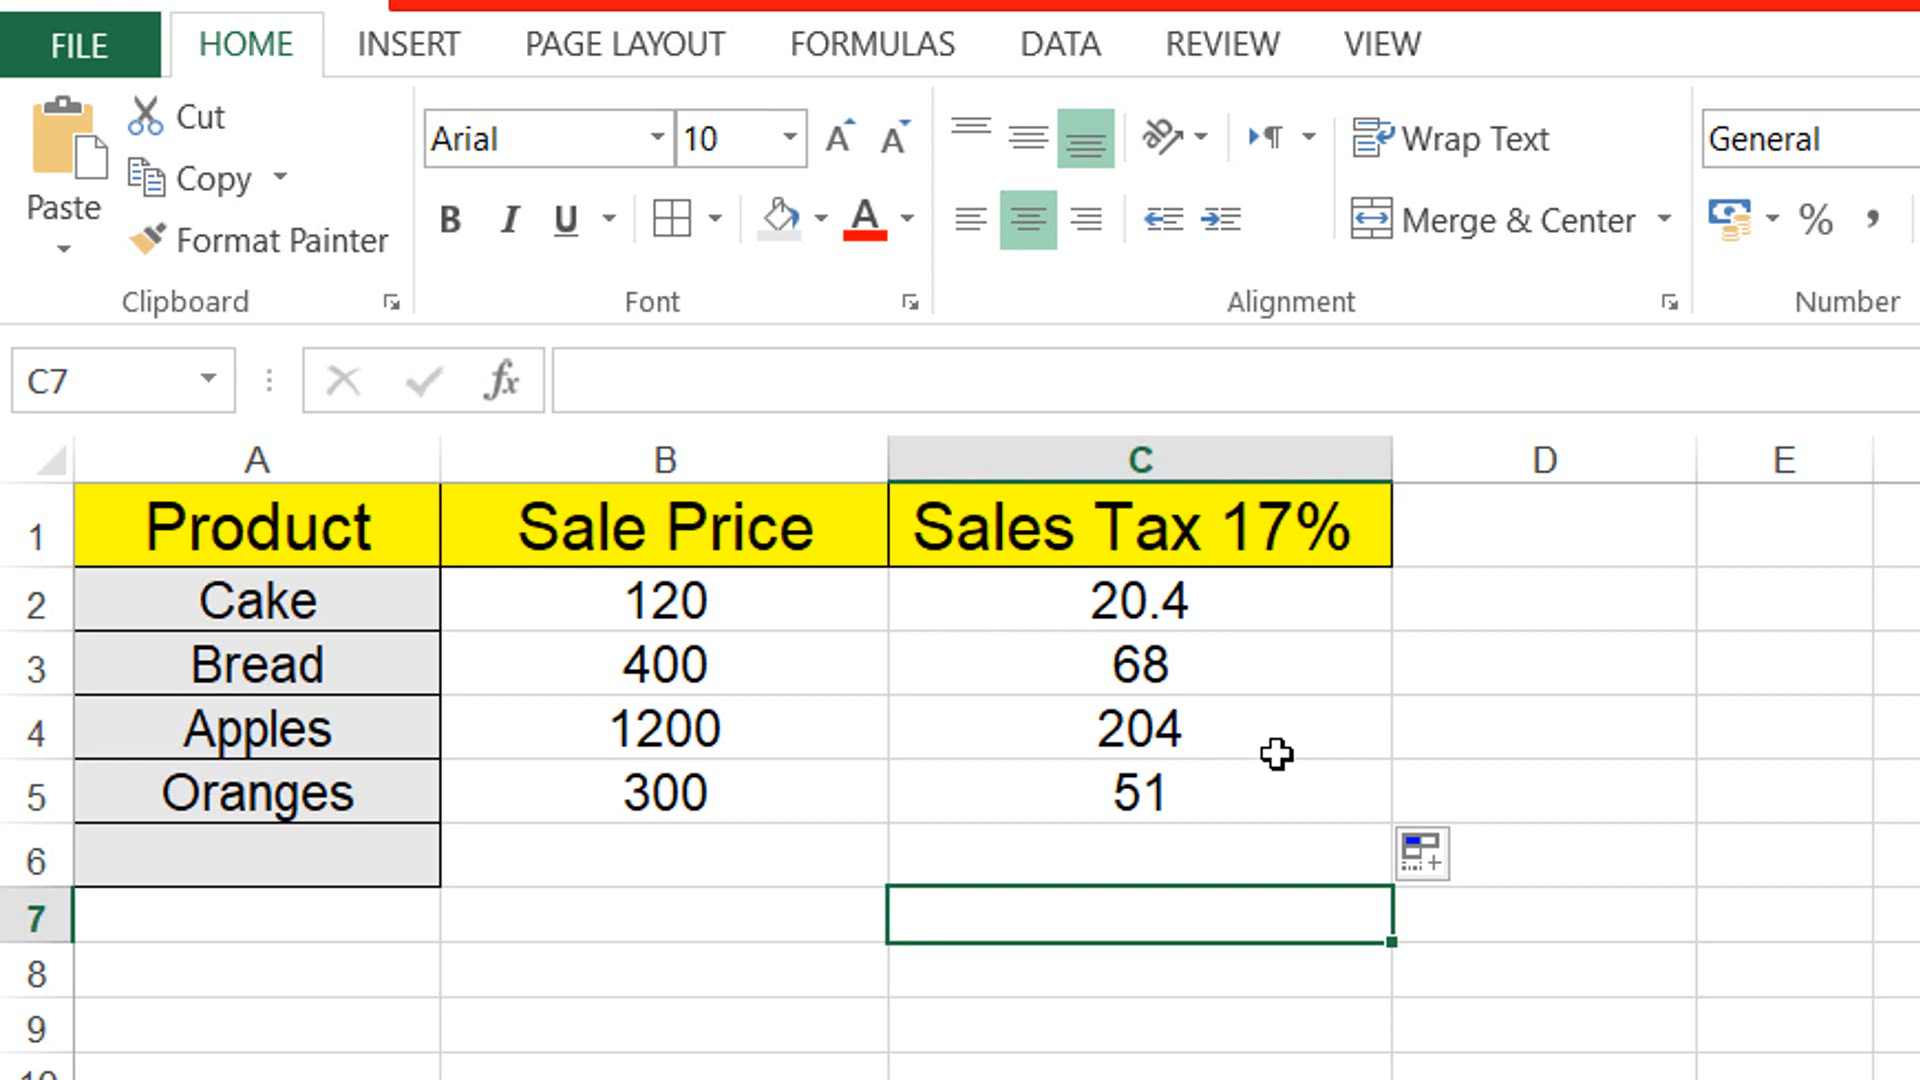 FILE HOME INSERT PAGE LAYOUT FORMULAS DATA REVIEW VIEW
Paste
Cut
Copy
Format Painter
Clipboard
Arial 10
B I U A
Font
Wrap Text
Merge & Center
Alignment
General
% ,
Number
C7 fx
A B C D E
1 Product Sale Price Sales Tax 17%
2 Cake 120 20.4
3 Bread 400 68
4 Apples 1200 204
5 Oranges 300 51
6
7
8
9
10